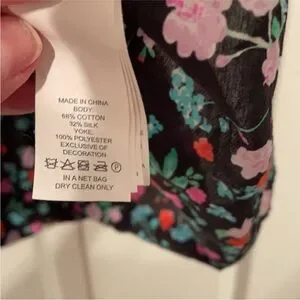 MADE IN CHINA
BODY:
68% COTTON
32% SILK
YOKE:
100% POLYESTER
EXCLUSIVE OF
DECORATION
P
IN A NET BAG
DRY CLEAN ONLY